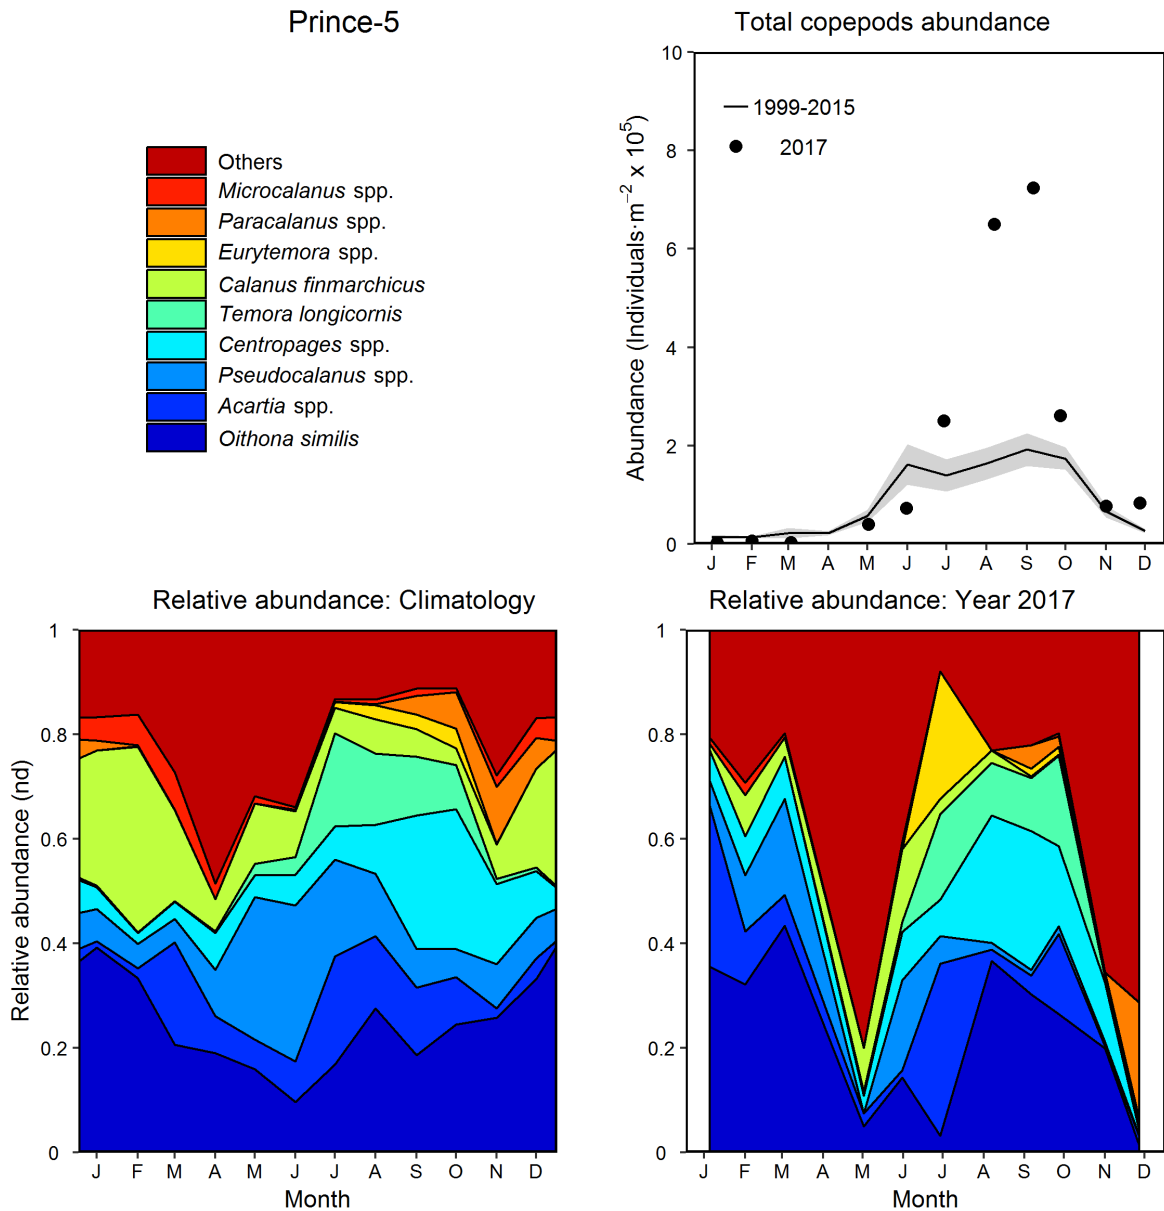 Prince-5
Others
Microcalanus spp.
Paracalanus spp.
Eurytemora spp.
Calanus finmarchicus
Temora longicornis
Centropages spp.
Pseudocalanus spp.
Acartia spp.
Oithona similis
Total copepods abundance
Abundance (Individuals·m⁻² x 10⁵)
10
8
6
4
2
0
1999-2015
2017
J F M A M J J A S O N D
Relative abundance: Climatology
Relative abundance (nd)
1
0.8
0.6
0.4
0.2
0
J F M A M J J A S O N D
Month
Relative abundance: Year 2017
1
0.8
0.6
0.4
0.2
0
J F M A M J J A S O N D
Month